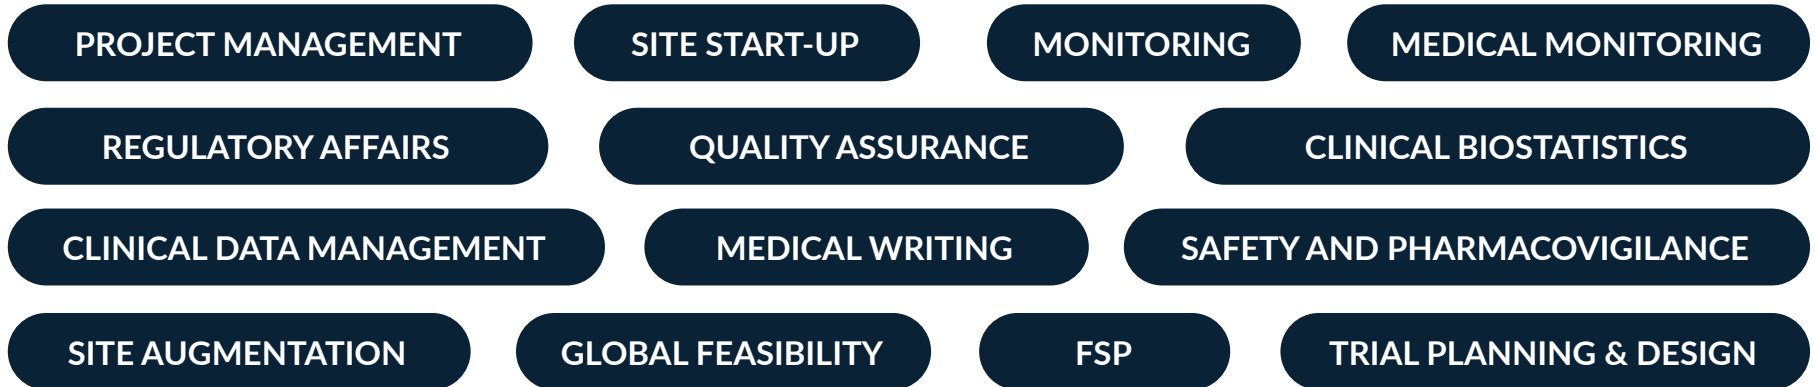 PROJECT MANAGEMENT
SITE START-UP
MONITORING
MEDICAL MONITORING
REGULATORY AFFAIRS
QUALITY ASSURANCE
CLINICAL BIOSTATISTICS
CLINICAL DATA MANAGEMENT
MEDICAL WRITING
SAFETY AND PHARMACOVIGILANCE
SITE AUGMENTATION
GLOBAL FEASIBILITY
FSP
TRIAL PLANNING & DESIGN